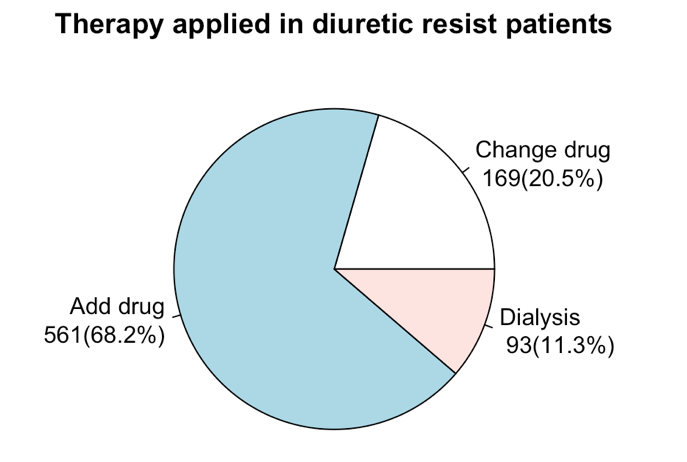 Therapy applied in diuretic resist patients
Change drug
169(20.5%)
Add drug
561(68.2%)
Dialysis
93(11.3%)